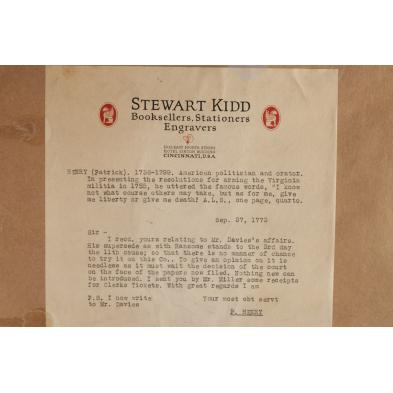 STEWART KIDD
Booksellers, Stationers
Engravers
CINCINNATI, U.S.A.
HENRY (Patrick), 1736-1799. American politician and orator.
In presenting the resolutions for arming the Virginia
militia in 1755, he uttered the famous words, "I know
not what course others may take, but as for me, give
me liberty or give me death! A.L.S., one page, quarto.
Sep. 27, 1773
Sir -
I recd. yours relating to Mr. Davies's affairs.
His supersede as with Ransome stands to the 3rd day
the 11th cause; so that there is no manner of chance
to try it on this Co.. To give an opinion on it is
needless as it must wait the decision of the court
on the face of the papers now filed. Nothing new can
be introduced. I sent you by Mr. Miller some receipts
for Clerks Tickets. With great regards I am
P.S. I now write Your most obt servt
to Mr. Davies
P. HENRY